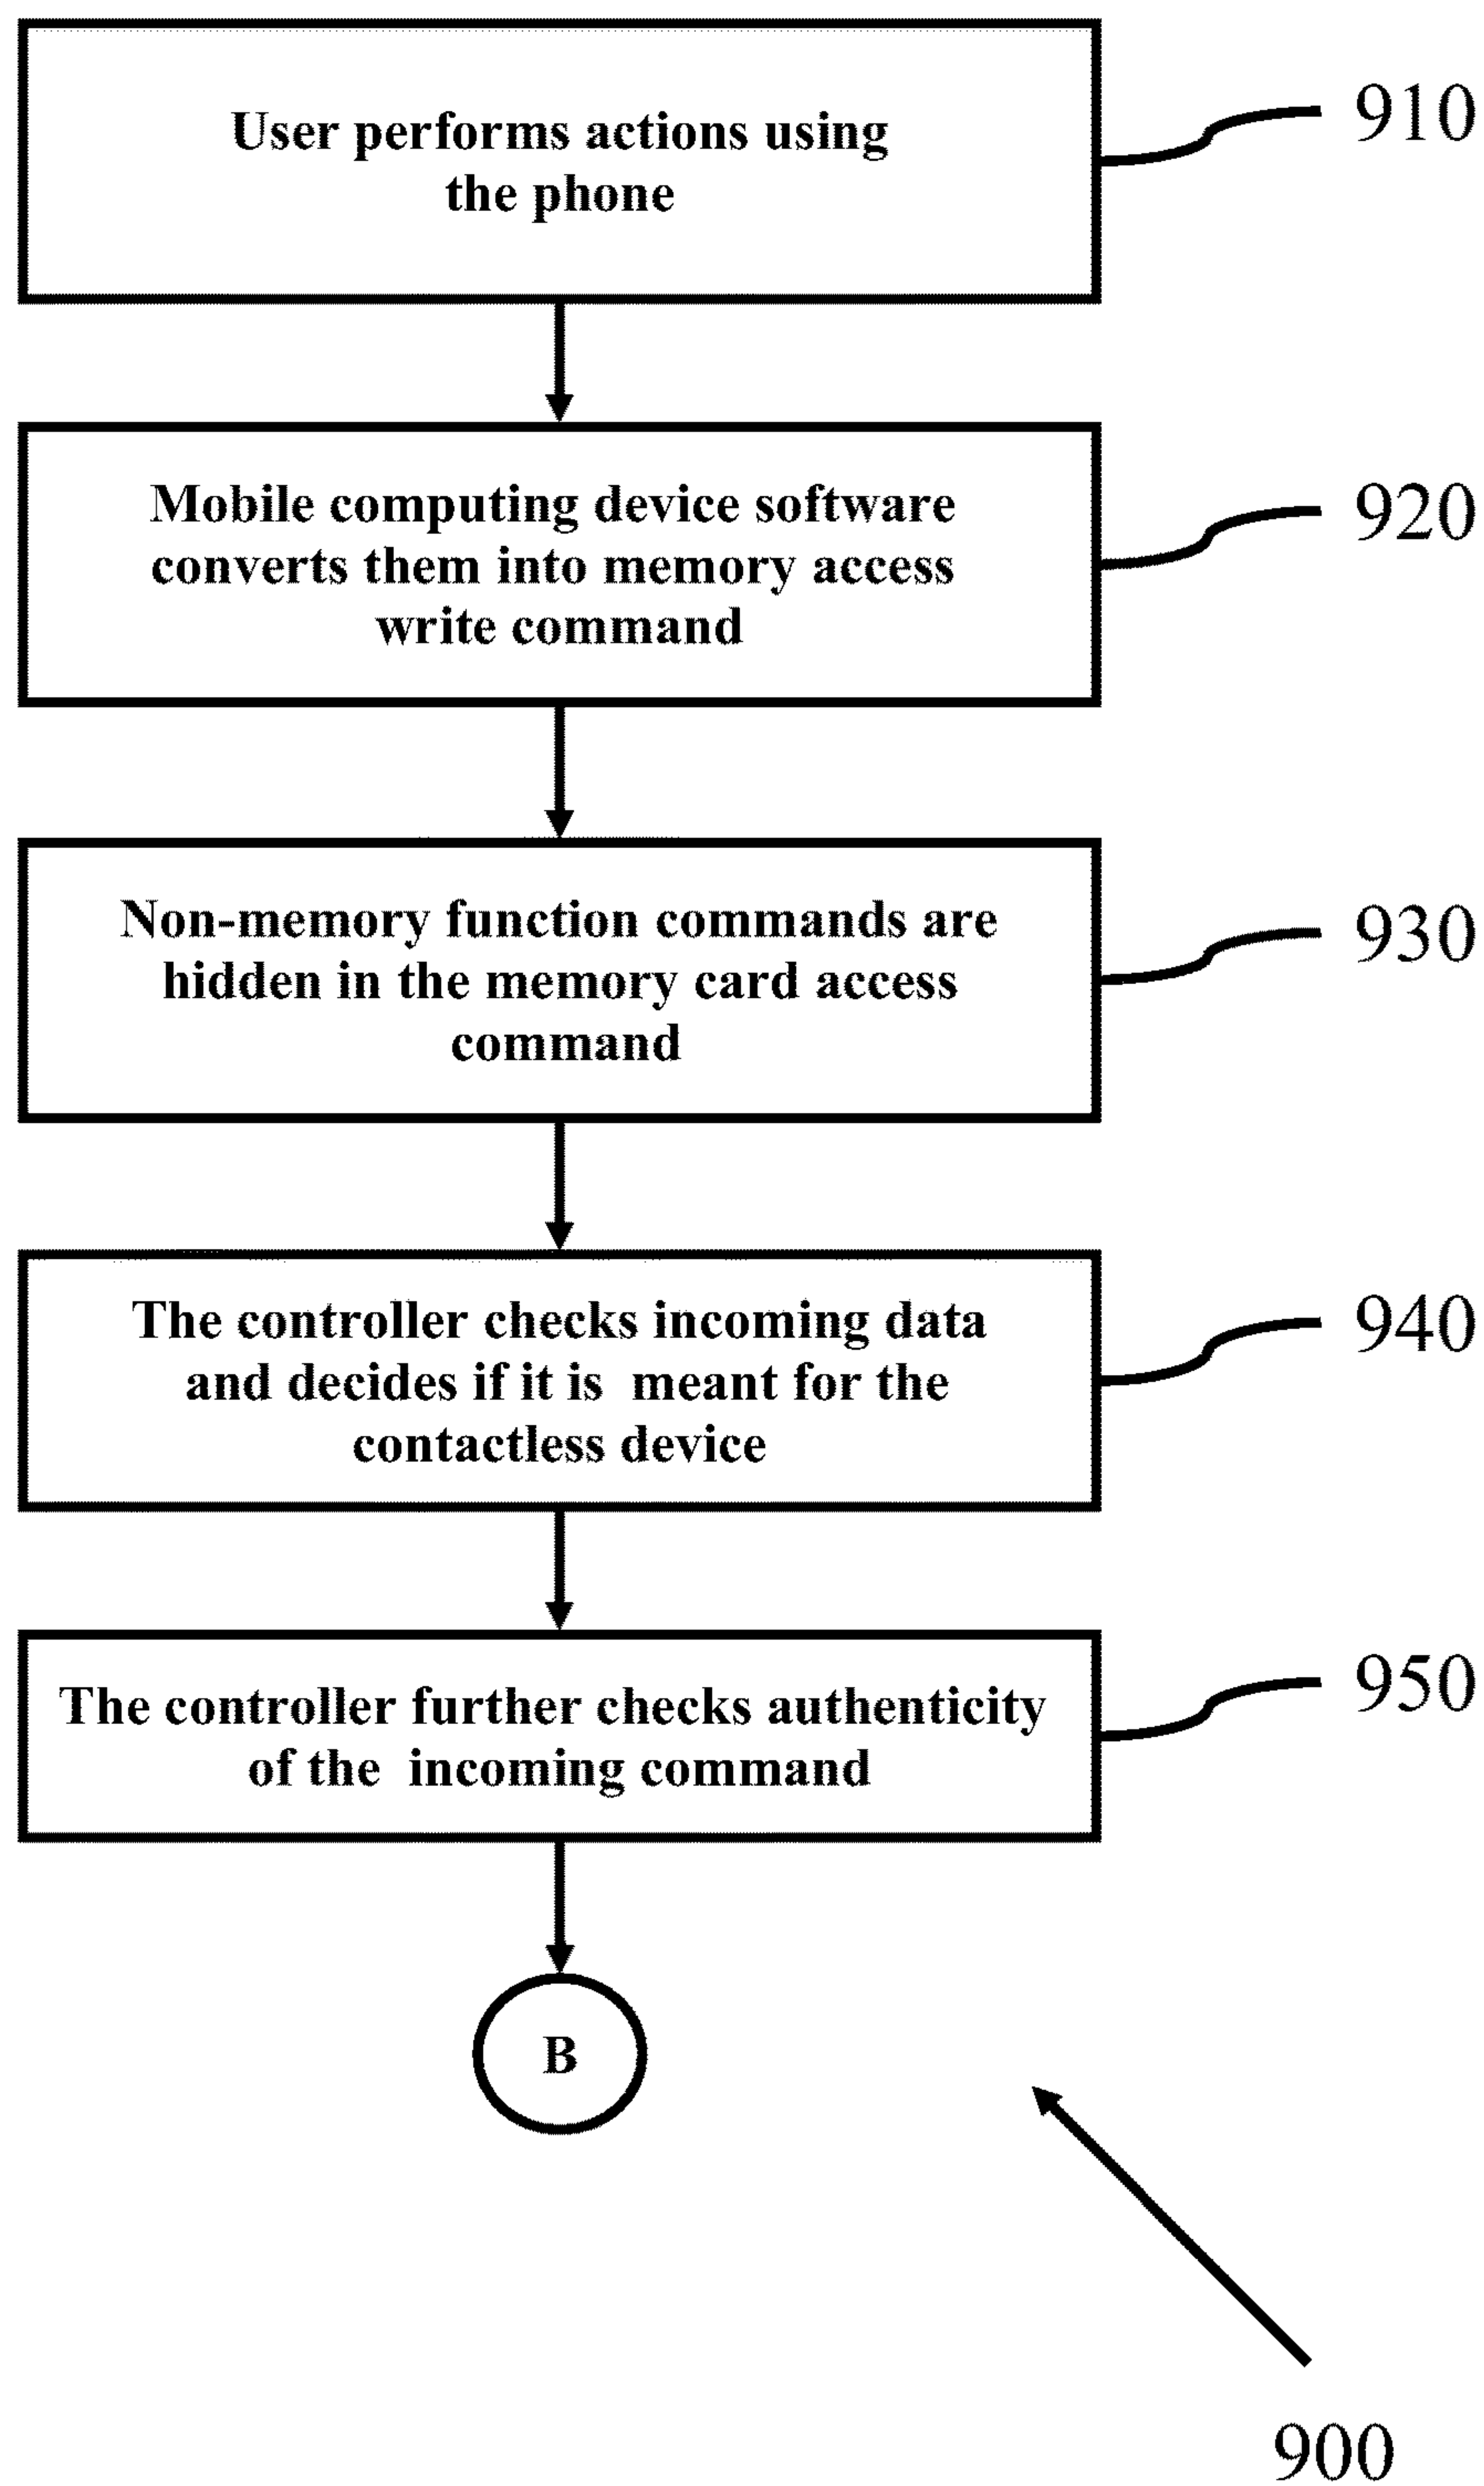 User performs actions using
the phone
910
Mobile computing device software
converts them into memory access
write command
920
Non-memory function commands are
hidden in the memory card access
command
930
The controller checks incoming data
and decides if it is meant for the
contactless device
940
The controller further checks authenticity
of the incoming command
950
B
900